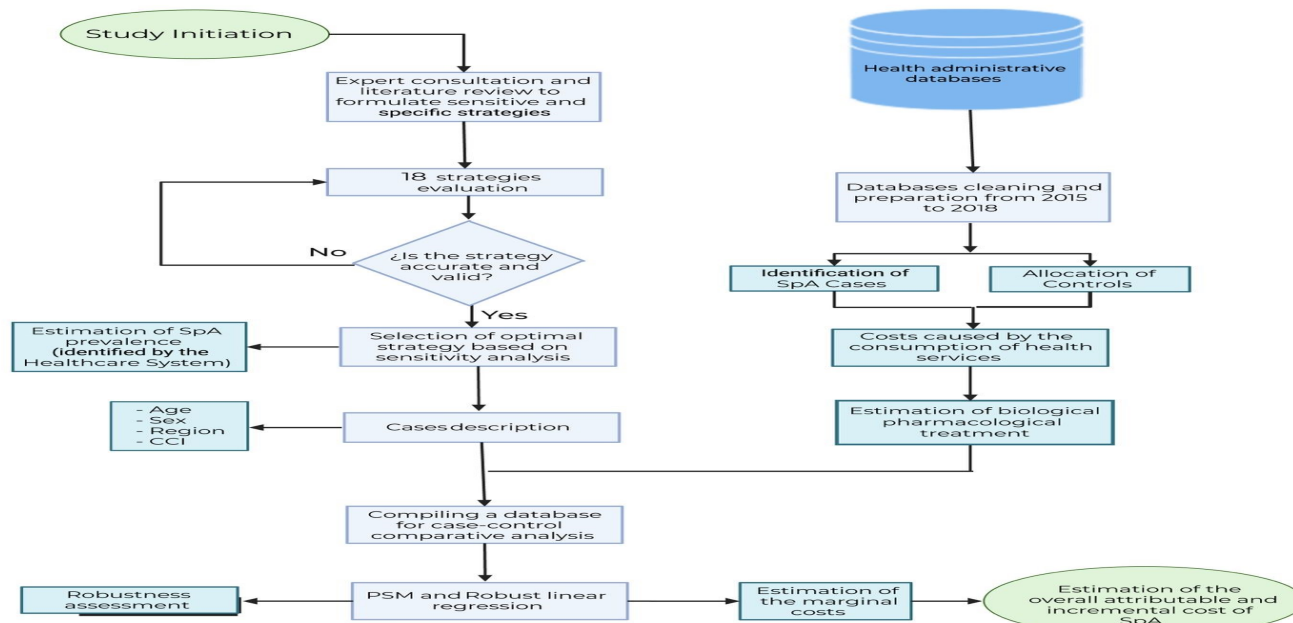 Study Initiation
Expert consultation and
literature review to
formulate sensitive and
specific strategies
18 strategies
evaluation
No
¿Is the strategy
accurate and
valid?
Yes
Estimation of SpA
prevalence
(identified by the
Healthcare System)
Selection of optimal
strategy based on
sensitivity analysis
- Age
- Sex
- Region
- CCI
Cases description
Health administrative
databases
Databases cleaning and
preparation from 2015
to 2018
Identification of
SpA Cases
Allocation of
Controls
Costs caused by the
consumption of health
services
Estimation of biological
pharmacological
treatment
Compiling a database
for case-control
comparative analysis
Robustness
assessment
PSM and Robust linear
regression
Estimation of
the marginal
costs
Estimation of the
overall attributable and
incremental cost of
SpA